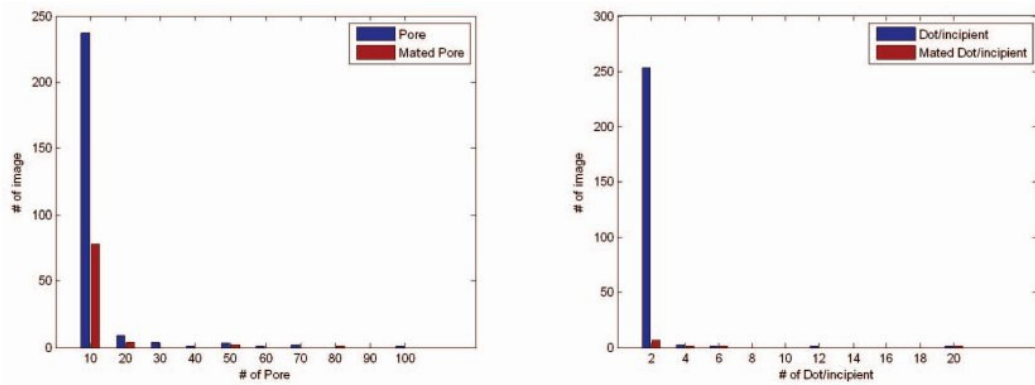 250
200
150
100
50
0
# of image
Pore
Mated Pore
10 20 30 40 50 60 70 80 90 100
# of Pore
300
250
200
150
100
50
0
# of image
Dot/incipient
Mated Dot/incipient
2 4 6 8 10 12 14 16 18 20
# of Dot/incipient